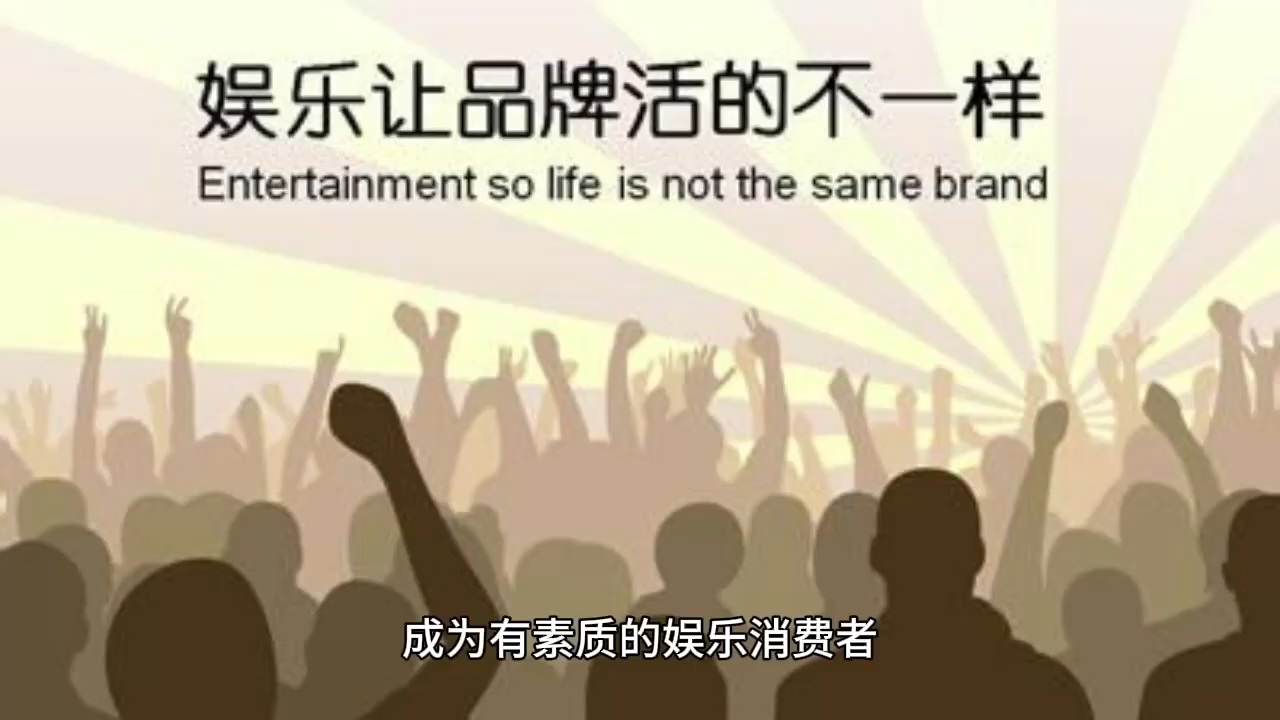 娱乐让品牌活的不一样
Entertainment so life is not the same brand
成为有素质的娱乐消费者